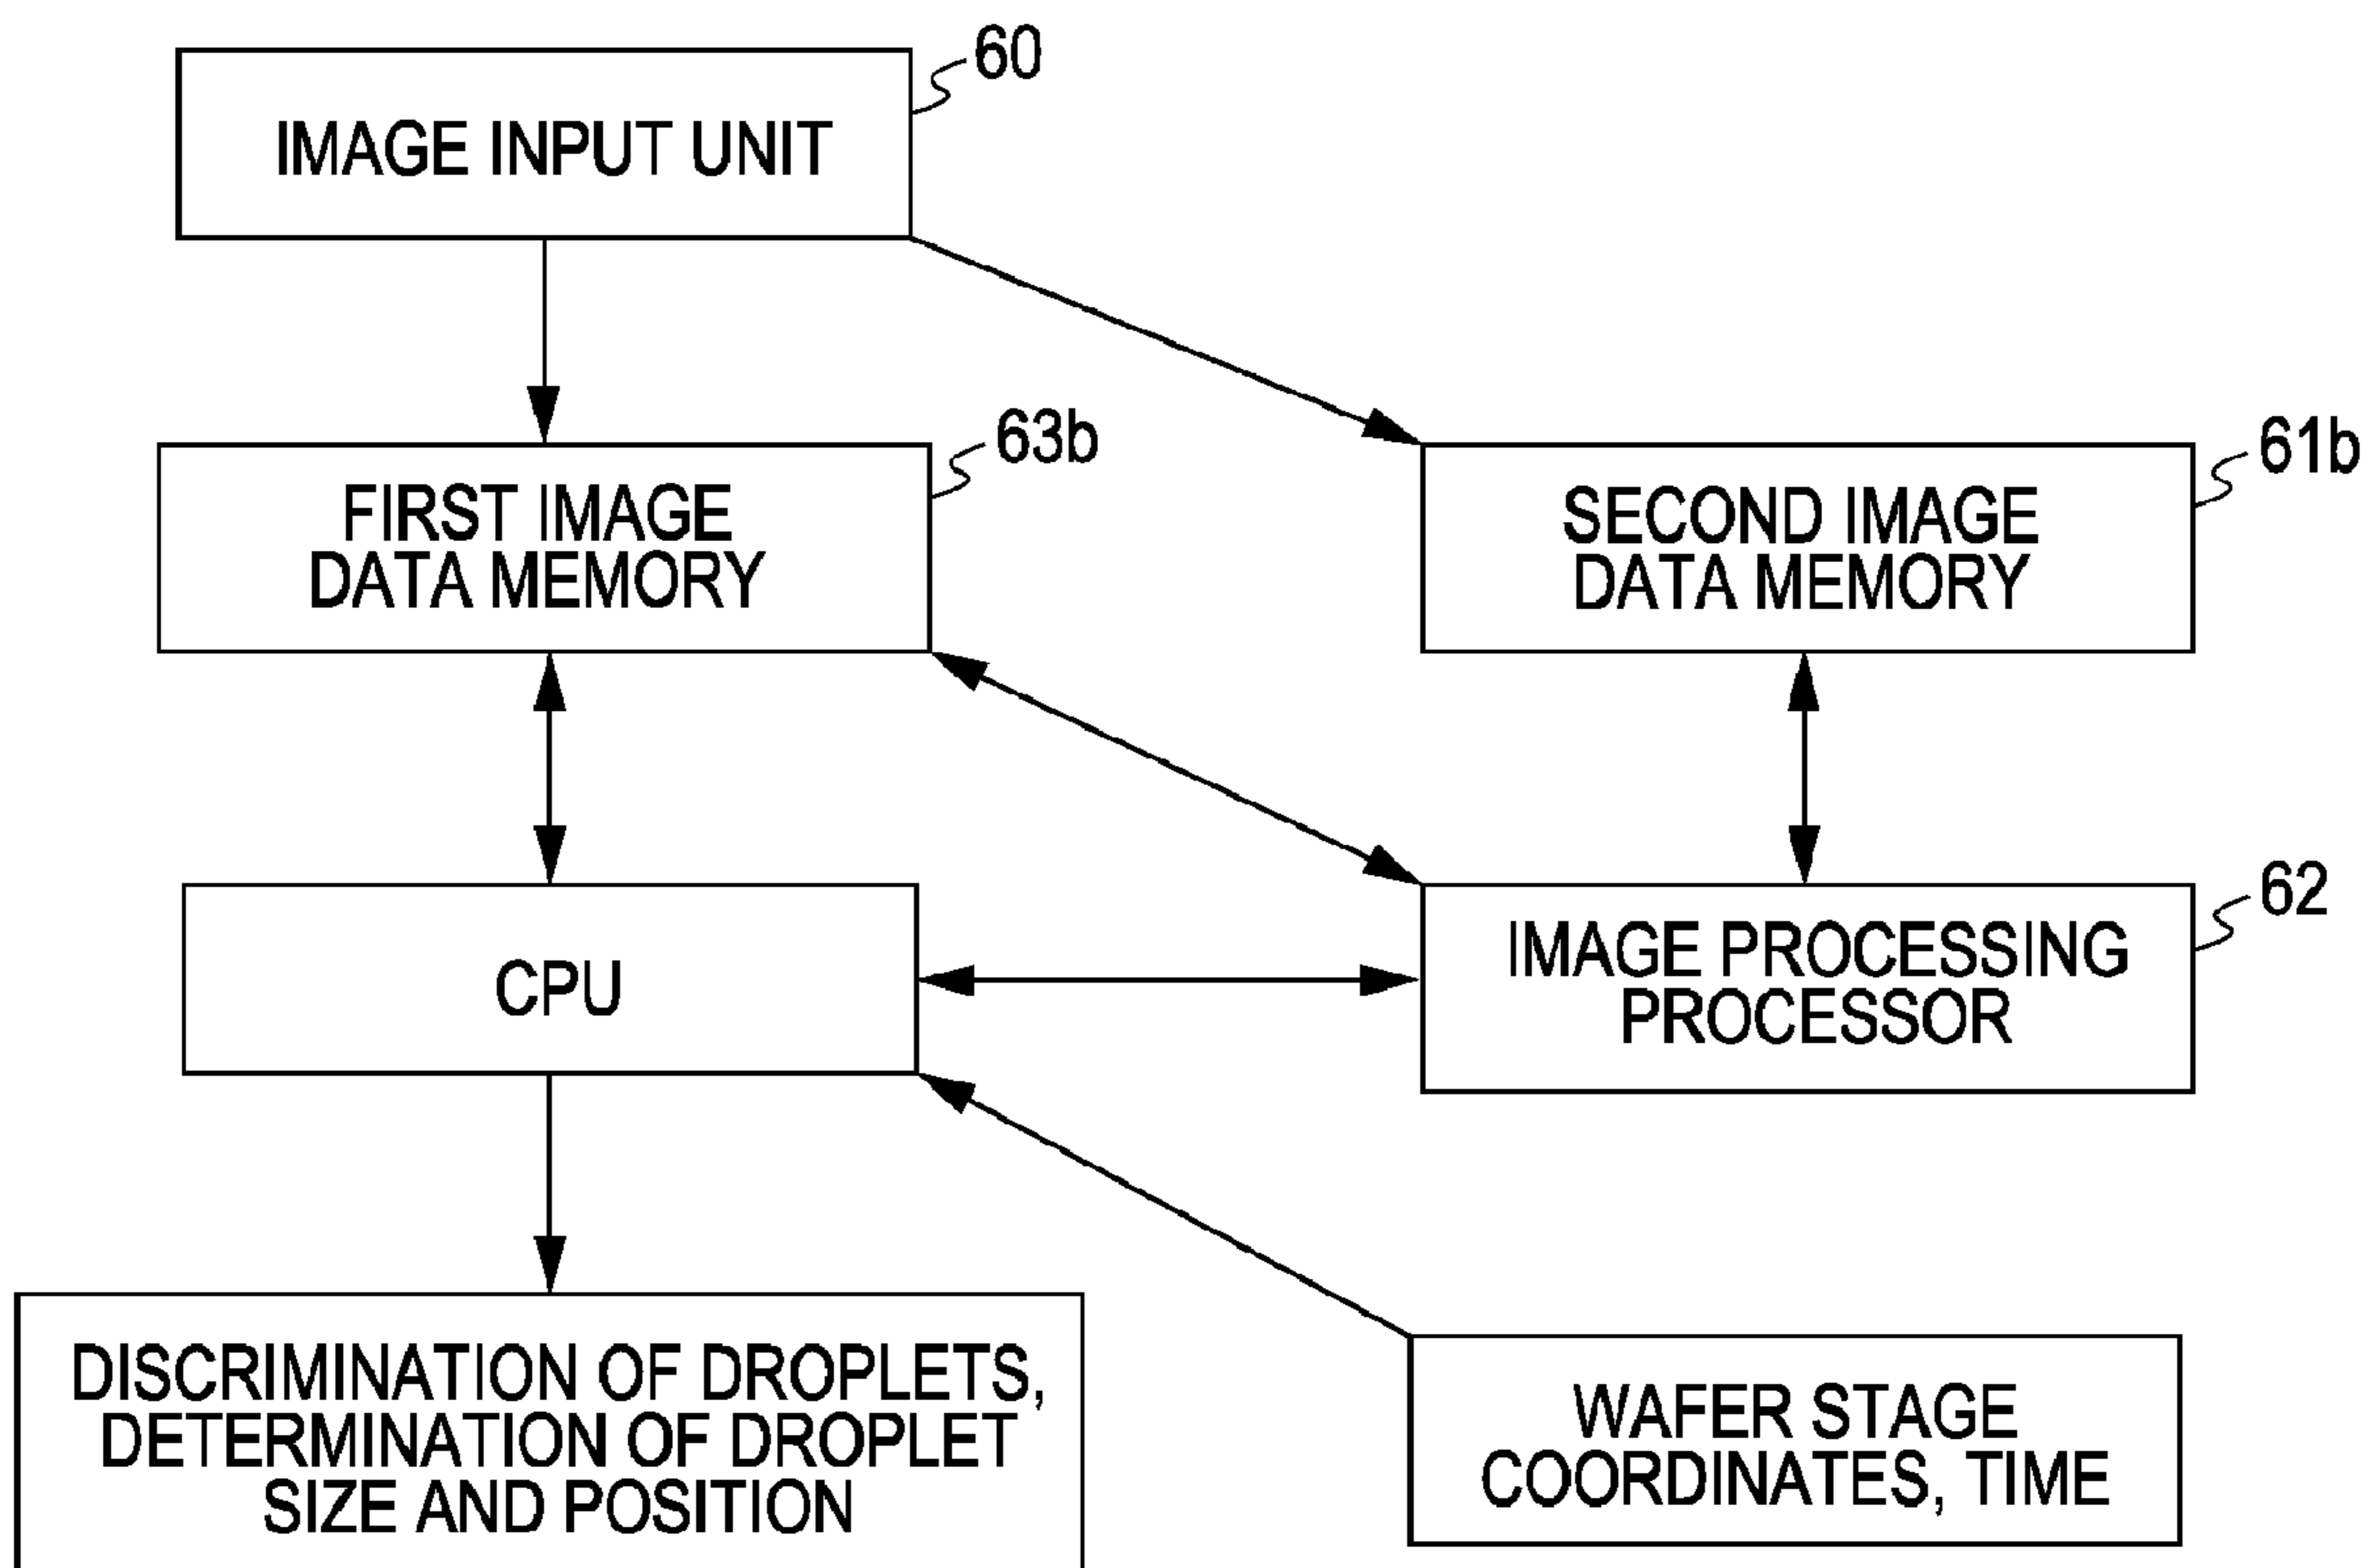 60
IMAGE INPUT UNIT
63b
FIRST IMAGE
DATA MEMORY
61b
SECOND IMAGE
DATA MEMORY
CPU
62
IMAGE PROCESSING
PROCESSOR
DISCRIMINATION OF DROPLETS,
DETERMINATION OF DROPLET
SIZE AND POSITION
WAFER STAGE
COORDINATES, TIME